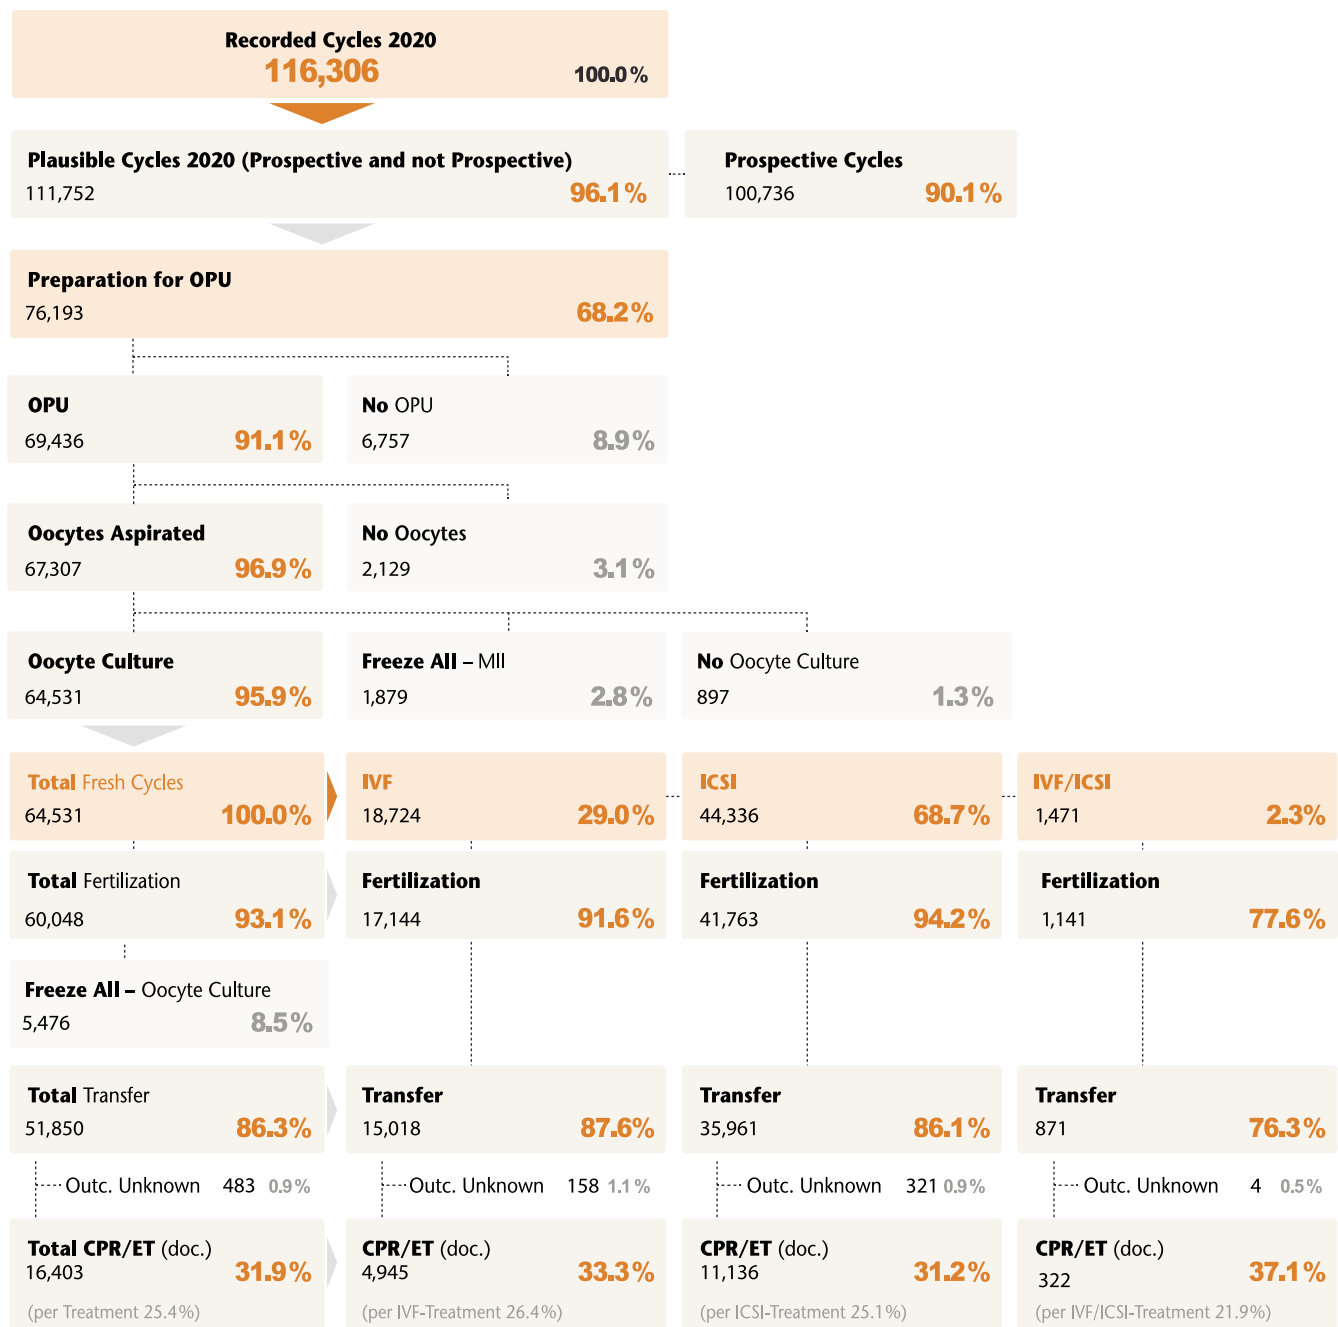 Recorded Cycles 2020
116,306 100.0 %
Plausible Cycles 2020 (Prospective and not Prospective)
111,752 96.1 %
Prospective Cycles
100,736 90.1 %
Preparation for OPU
76,193 68.2 %
OPU
69,436 91.1 %
No OPU
6,757 8.9 %
Oocytes Aspirated
67,307 96.9 %
No Oocytes
2,129 3.1 %
Oocyte Culture
64,531 95.9 %
Freeze All – MII
1,879 2.8 %
No Oocyte Culture
897 1.3 %
Total Fresh Cycles
64,531 100.0 %
IVF
18,724 29.0 %
ICSI
44,336 68.7 %
IVF/ICSI
1,471 2.3 %
Total Fertilization
60,048 93.1 %
Fertilization
17,144 91.6 %
Fertilization
41,763 94.2 %
Fertilization
1,141 77.6 %
Freeze All – Oocyte Culture
5,476 8.5 %
Total Transfer
51,850 86.3 %
Transfer
15,018 87.6 %
Transfer
35,961 86.1 %
Transfer
871 76.3 %
Outc. Unknown 483 0.9 %
Outc. Unknown 158 1.1 %
Outc. Unknown 321 0.9 %
Outc. Unknown 4 0.5 %
Total CPR/ET (doc.)
16,403 31.9 %
(per Treatment 25.4 %)
CPR/ET (doc.)
4,945 33.3 %
(per IVF-Treatment 26.4 %)
CPR/ET (doc.)
11,136 31.2 %
(per ICSI-Treatment 25.1 %)
CPR/ET (doc.)
322 37.1 %
(per IVF/ICSI-Treatment 21.9 %)